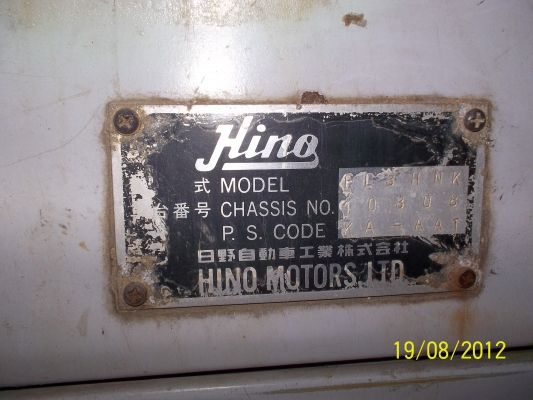 Hino
式 MODEL
台番号 CHASSIS NO. 10303
P. S. CODE
日野自動車工業株式会社
HINO MOTORS, LTD.
19/08/2012